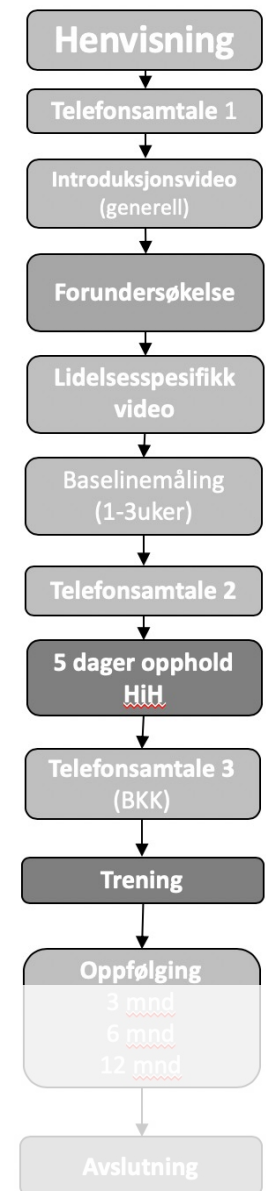 Henvisning
Telefonsamtale 1
Introduksjonsvideo
(generell)
Forundersøkelse
Lidelsesspesifikk
video
Baselinemåling
(1-3uker)
Telefonsamtale 2
5 dager opphold
HiH
Telefonsamtale 3
(BKK)
Trening
Oppfølging
3 mnd
6 mnd
12 mnd
Avslutning